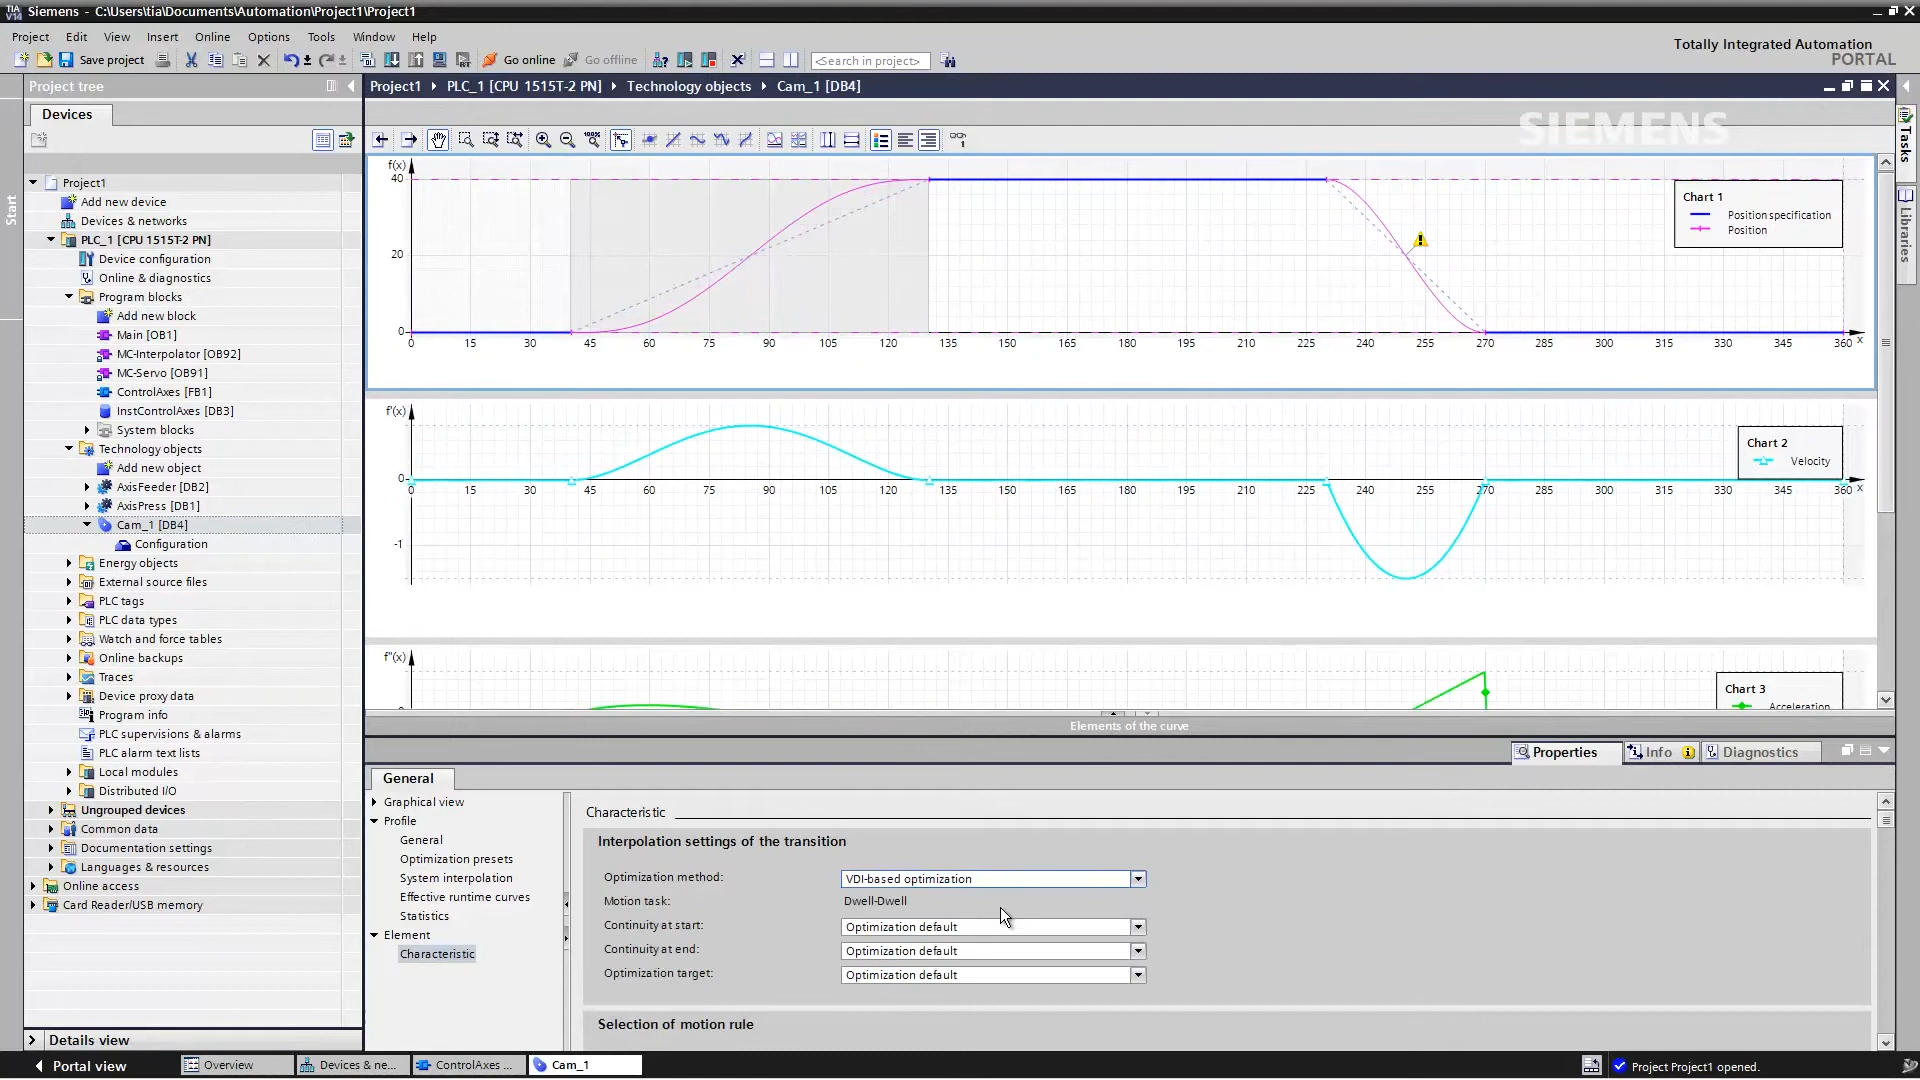 TIA V14 Siemens - C:\Users\tia\Documents\Automation\Project1\Project1
Project Edit View Insert Online Options Tools Window Help
Totally Integrated Automation
PORTAL
Save project Go online Go offline <Search in project>
Project tree
Project1 PLC_1 [CPU 1515T-2 PN] Technology objects Cam_1 [DB4]
Devices
SIEMENS
Start
Tasks
Libraries
Project1
Add new device
Devices & networks
PLC_1 [CPU 1515T-2 PN]
Device configuration
Online & diagnostics
Program blocks
Add new block
Main [OB1]
MC-Interpolator [OB92]
MC-Servo [OB91]
ControlAxes [FB1]
InstControlAxes [DB3]
System blocks
Technology objects
Add new object
AxisFeeder [DB2]
AxisPress [DB1]
Cam_1 [DB4]
Configuration
Energy objects
External source files
PLC tags
PLC data types
Watch and force tables
Online backups
Traces
Device proxy data
Program info
PLC supervisions & alarms
PLC alarm text lists
Local modules
Distributed I/O
Ungrouped devices
Common data
Documentation settings
Languages & resources
Online access
Card Reader/USB memory
Details view
100%
1
f(x)
40
20
0
0 15 30 45 60 75 90 105 120 135 150 165 180 195 210 225 240 255 270 285 300 315 330 345 360 x
Chart 1
Position specification
Position
f'(x)
0
-1
0 15 30 45 60 75 90 105 120 135 150 165 180 195 210 225 240 255 270 285 300 315 330 345 360 x
Chart 2
Velocity
f''(x)
Chart 3
Acceleration
Elements of the curve
Properties Info Diagnostics
General
Graphical view
Profile
General
Optimization presets
System interpolation
Effective runtime curves
Statistics
Element
Characteristic
Characteristic
Interpolation settings of the transition
Optimization method: VDI-based optimization
Motion task: Dwell-Dwell
Continuity at start: Optimization default
Continuity at end: Optimization default
Optimization target: Optimization default
Selection of motion rule
Portal view Overview Devices & ne... ControlAxes ... Cam_1 Project Project1 opened.